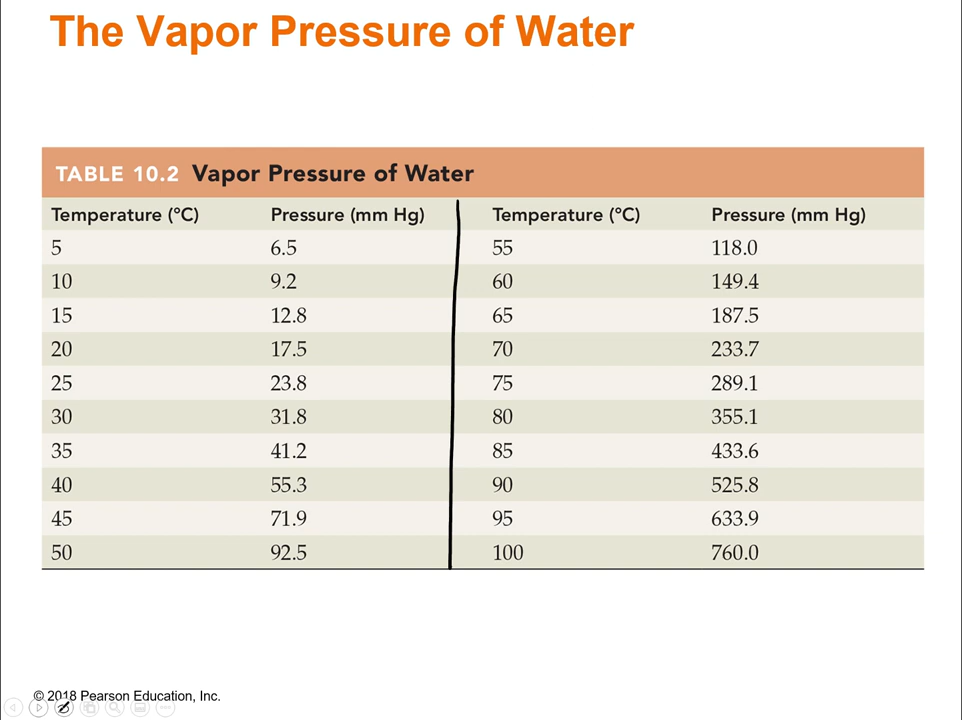 The Vapor Pressure of Water
TABLE 10.2 Vapor Pressure of Water
Temperature (°C) Pressure (mm Hg) Temperature (°C) Pressure (mm Hg)
5 6.5 55 118.0
10 9.2 60 149.4
15 12.8 65 187.5
20 17.5 70 233.7
25 23.8 75 289.1
30 31.8 80 355.1
35 41.2 85 433.6
40 55.3 90 525.8
45 71.9 95 633.9
50 92.5 100 760.0
© 2018 Pearson Education, Inc.